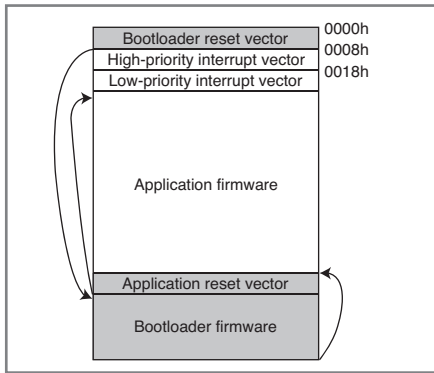 Bootloader reset vector
0000h
High-priority interrupt vector
0008h
Low-priority interrupt vector
0018h
Application firmware
Application reset vector
Bootloader firmware